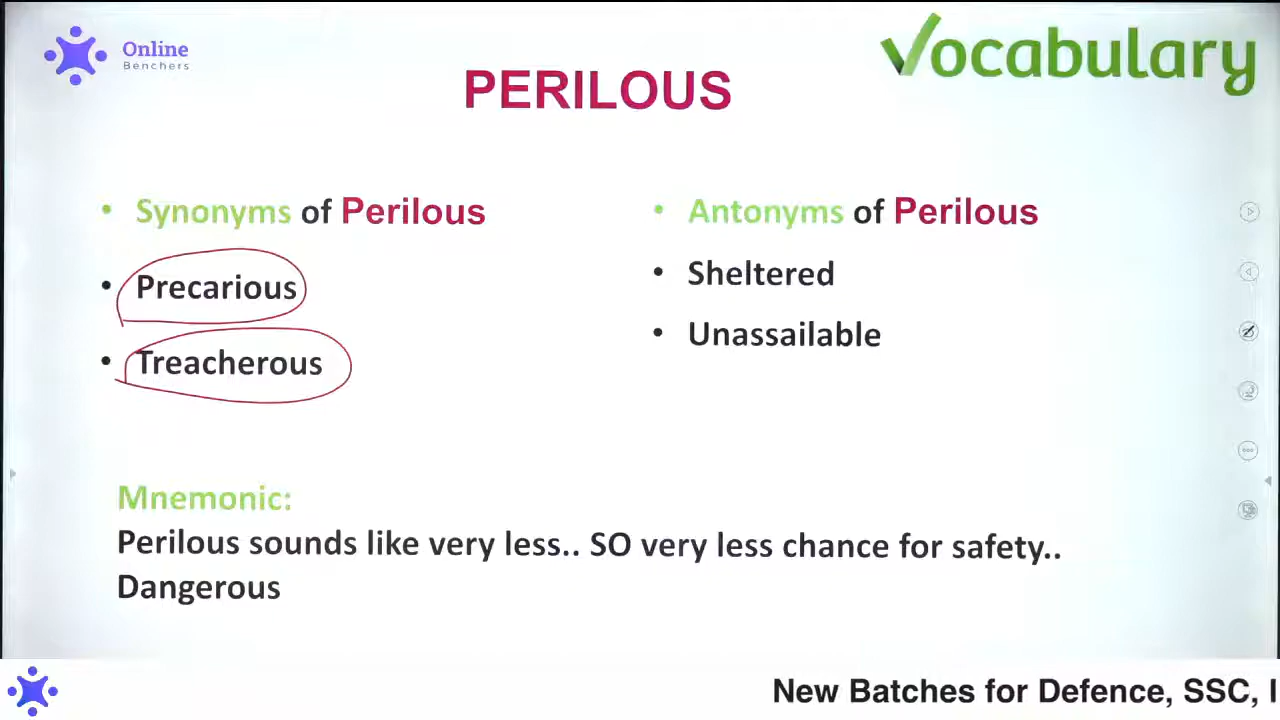 Online
Benchers
Vocabulary
PERILOUS
• Synonyms of Perilous
• Precarious
• Treacherous
• Antonyms of Perilous
• Sheltered
• Unassailable
Mnemonic:
Perilous sounds like very less.. SO very less chance for safety..
Dangerous
New Batches for Defence, SSC, I